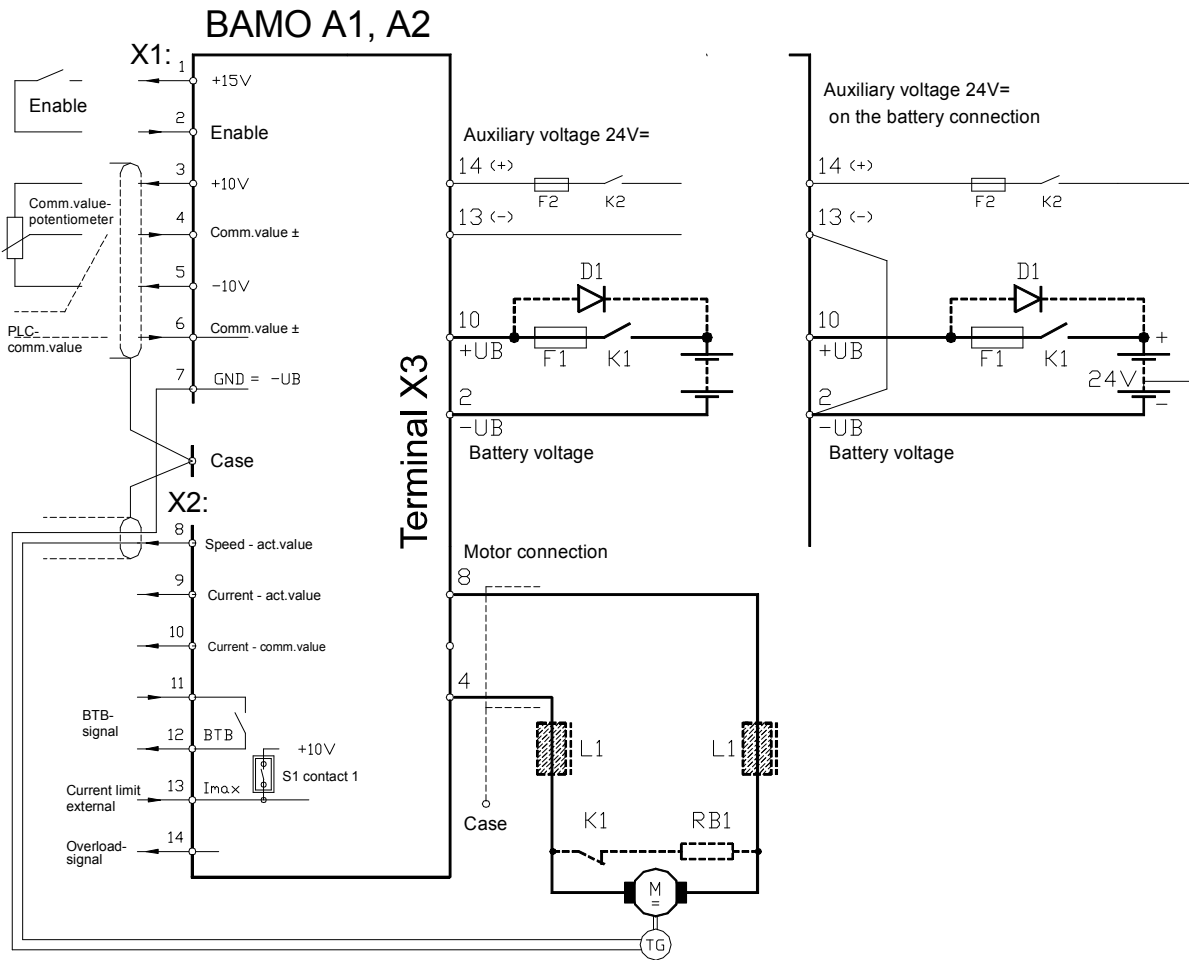 BAMO A1, A2
X1:
1
+15V
Enable
2
Enable
3
+10V
Comm.value-
potentiometer
4
Comm.value ±
5
-10V
PLC-
comm.value
6
Comm.value ±
7
GND = -UB
Case
X2:
8
Speed - act.value
9
Current - act.value
10
Current - comm.value
11
BTB-
signal
12
BTB
+10V
S1 contact 1
Current limit
external
13
Imax
Overload-
signal
14
Terminal X3
Auxiliary voltage 24V=
14 (+)
F2
K2
13 (-)
D1
10
+UB
F1
K1
2
-UB
Battery voltage
Motor connection
8
4
L1
L1
Case
K1
RB1
M
=
TG
Auxiliary voltage 24V=
on the battery connection
14 (+)
F2
K2
13 (-)
D1
10
+UB
F1
K1
+
24V
-
2
-UB
Battery voltage